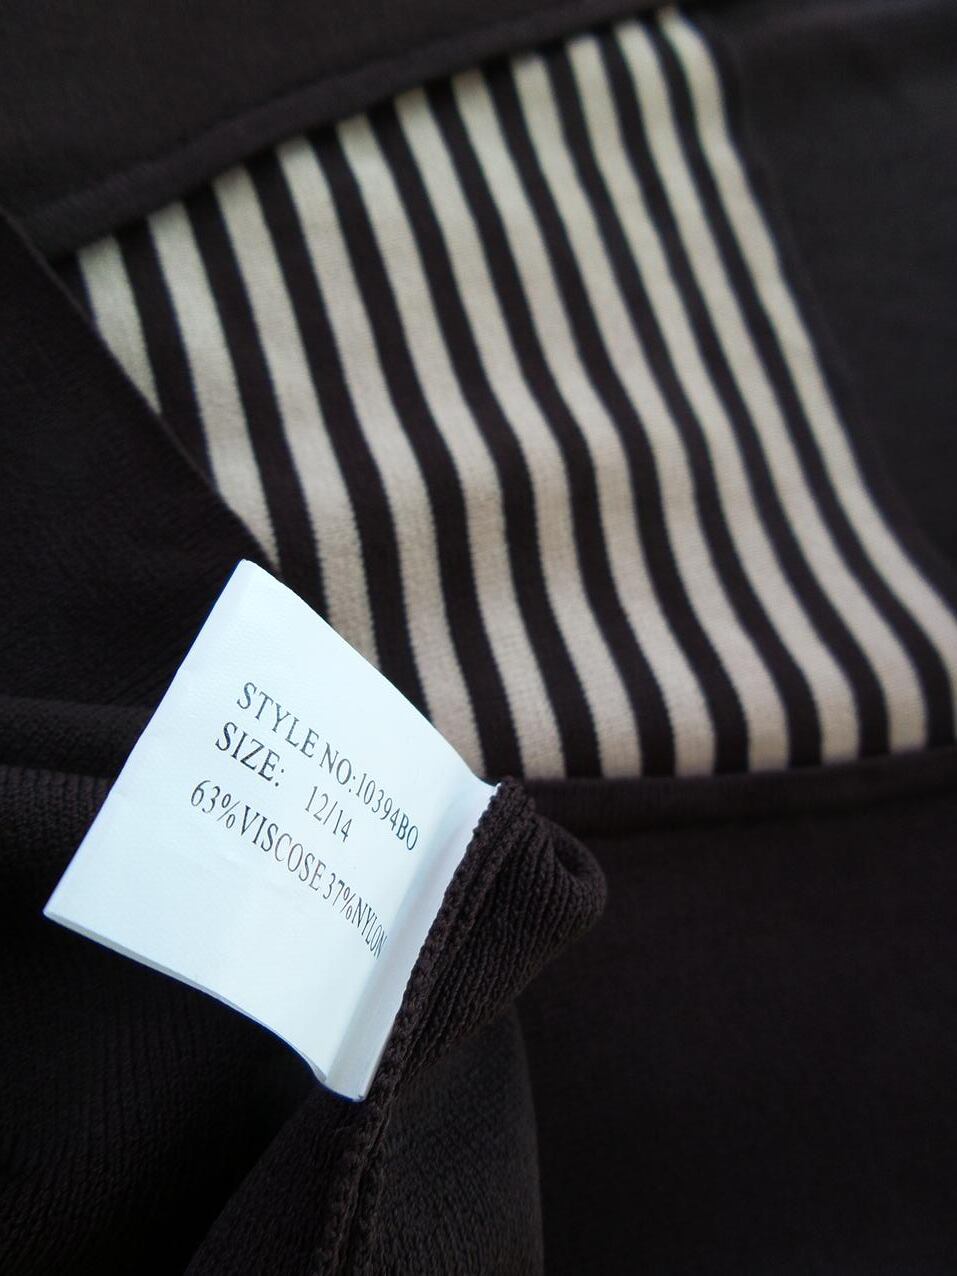 STYLE NO:10394BO
SIZE: 12/14
63%VISCOSE 37%NYLON